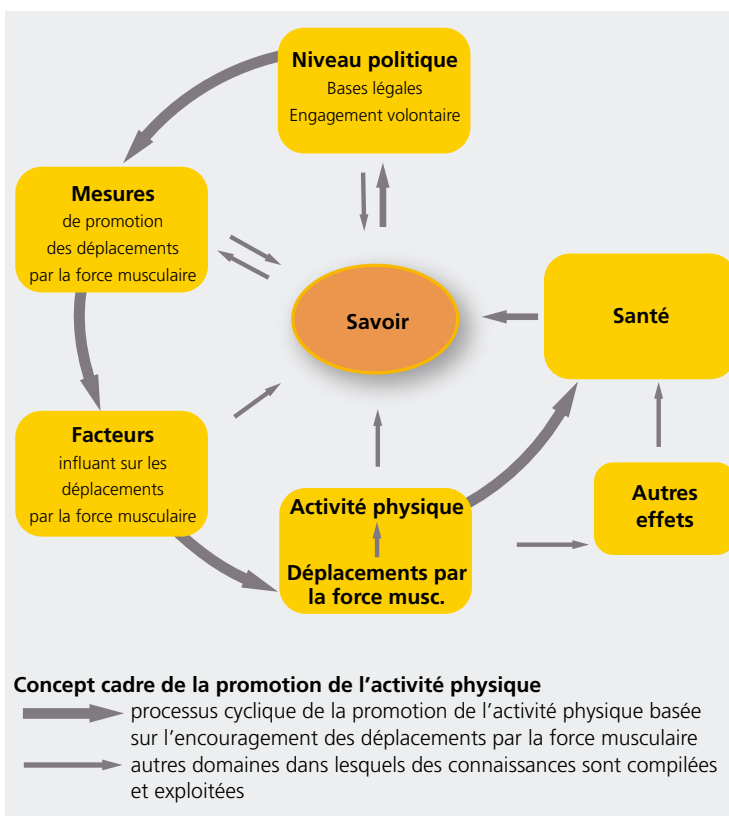 Niveau politique
Bases légales
Engagement volontaire
Mesures
de promotion
des déplacements
par la force musculaire
Savoir
Santé
Facteurs
influant sur les
déplacements
par la force musculaire
Activité physique
Déplacements par
la force musc.
Autres
effets
Concept cadre de la promotion de l’activité physique
processus cyclique de la promotion de l’activité physique basée
sur l’encouragement des déplacements par la force musculaire
autres domaines dans lesquels des connaissances sont compilées
et exploitées